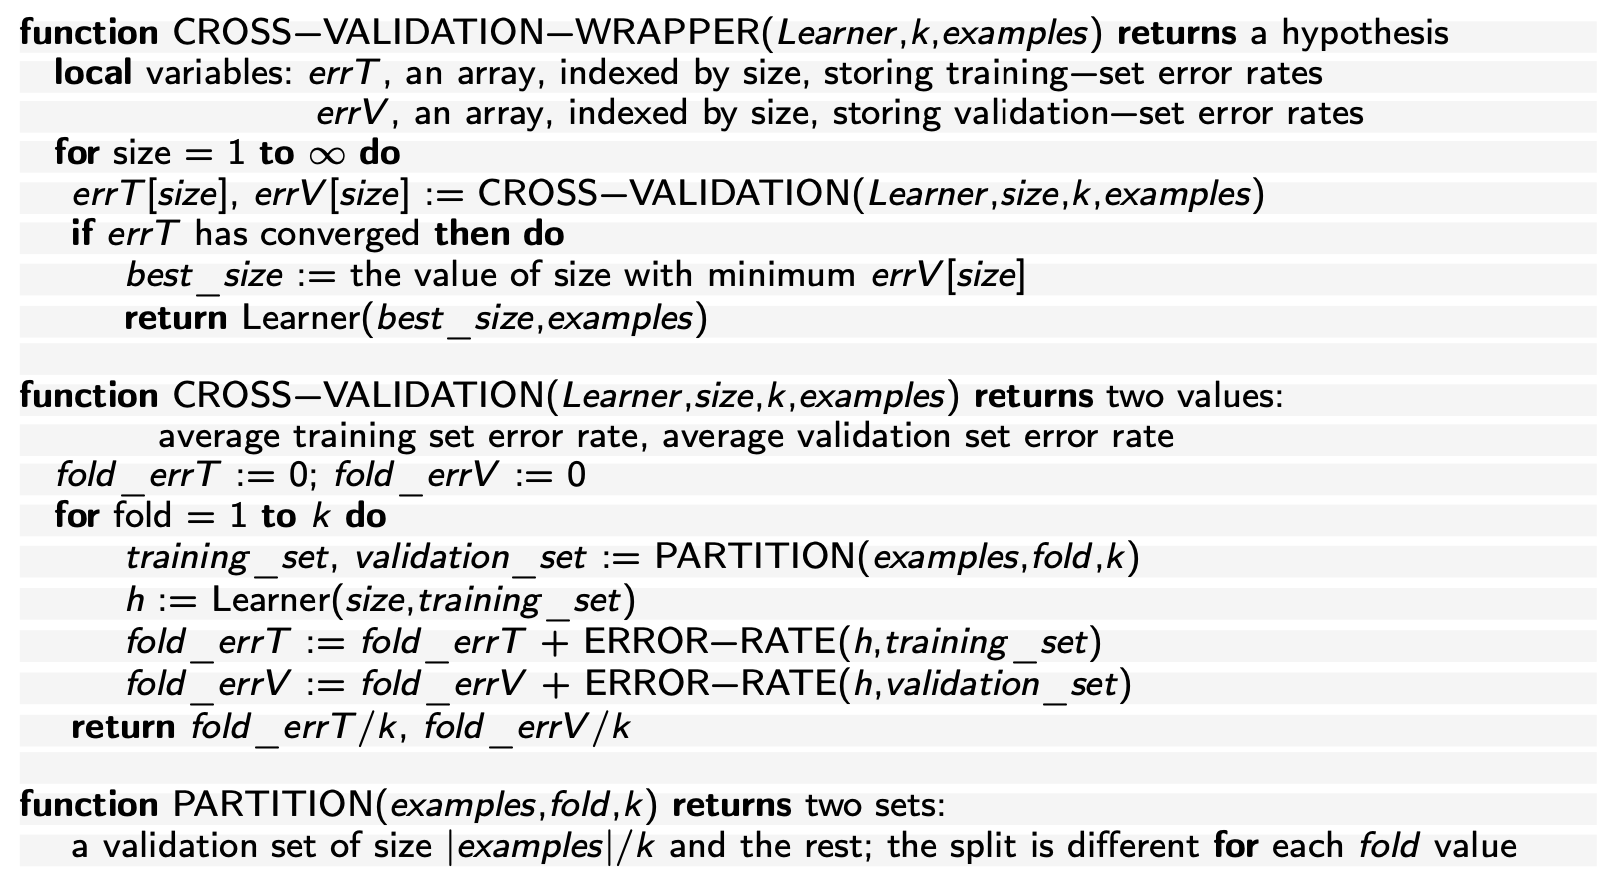 function CROSS−VALIDATION−WRAPPER(Learner,k,examples) returns a hypothesis
local variables: errT, an array, indexed by size, storing training−set error rates
errV, an array, indexed by size, storing validation−set error rates
for size = 1 to ∞ do
errT[size], errV[size] := CROSS−VALIDATION(Learner,size,k,examples)
if errT has converged then do
best_size := the value of size with minimum errV[size]
return Learner(best_size,examples)
function CROSS−VALIDATION(Learner,size,k,examples) returns two values:
average training set error rate, average validation set error rate
fold_errT := 0; fold_errV := 0
for fold = 1 to k do
training_set, validation_set := PARTITION(examples,fold,k)
h := Learner(size,training_set)
fold_errT := fold_errT + ERROR−RATE(h,training_set)
fold_errV := fold_errV + ERROR−RATE(h,validation_set)
return fold_errT/k, fold_errV/k
function PARTITION(examples,fold,k) returns two sets:
a validation set of size |examples|/k and the rest; the split is different for each fold value